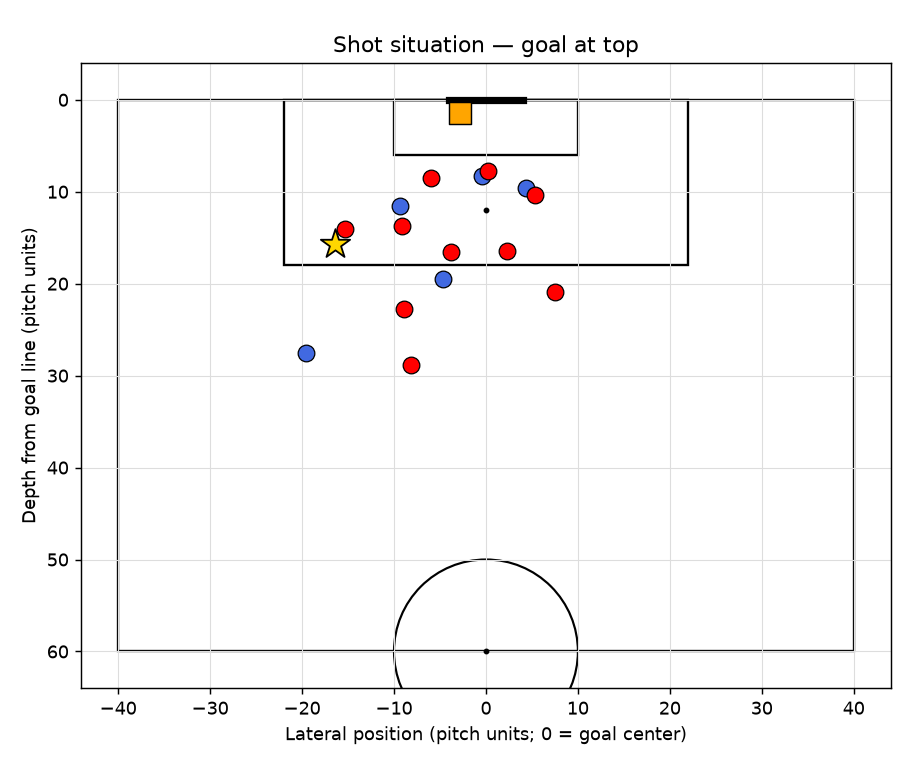 Shot situation — goal at top
Depth from goal line (pitch units)
0
10
20
30
40
50
60
−40 −30 −20 −10 0 10 20 30 40
Lateral position (pitch units; 0 = goal center)